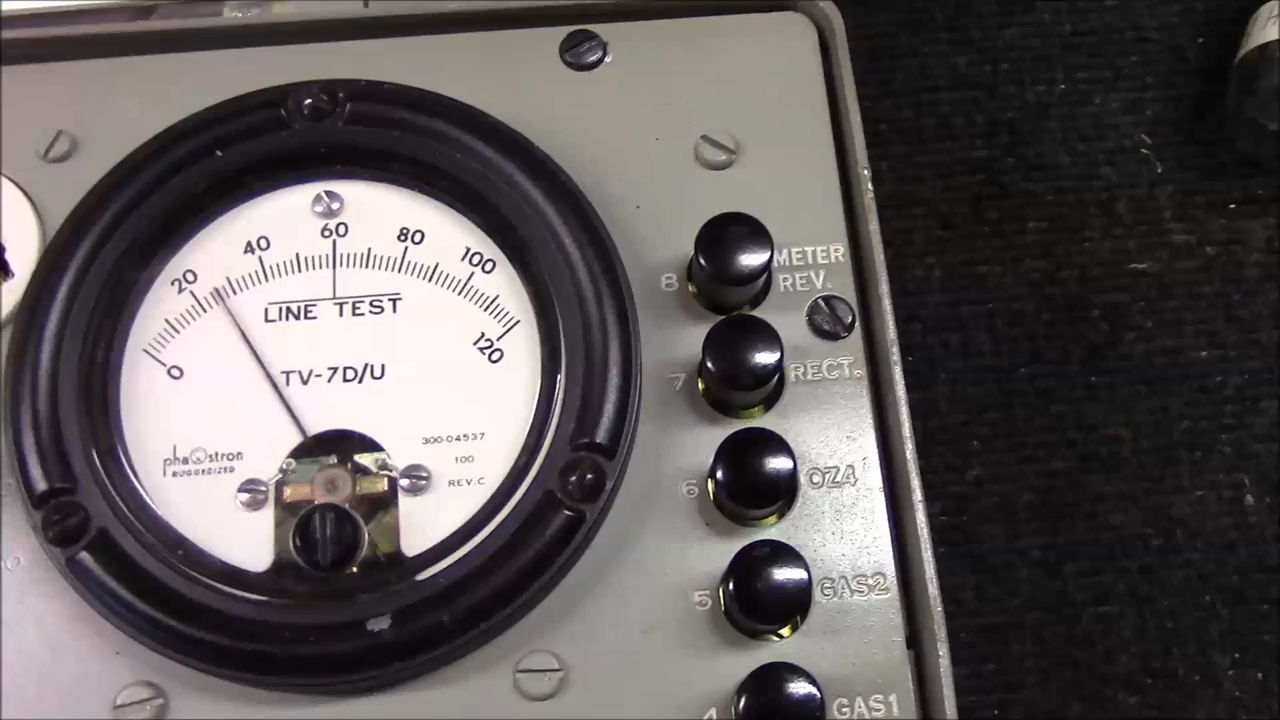 0 20 40 60 80 100 120
LINE TEST
TV-7D/U
phaostron
RUGGEDIZED
300-04537
100
REV.C
8 METER
REV.
7 RECT.
6 OZ4
5 GAS2
4 GAS1